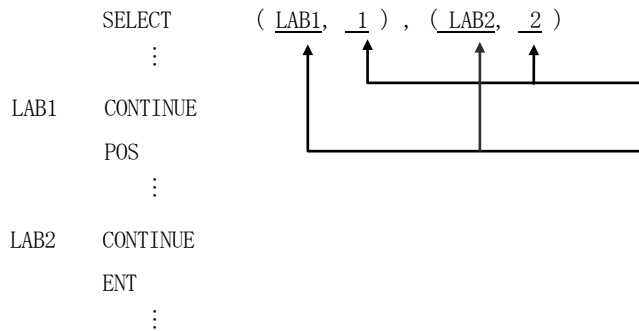 SELECT ( LAB1, 1 ) , ( LAB2, 2 )
⋮
LAB1 CONTINUE
POS
⋮
LAB2 CONTINUE
ENT
⋮